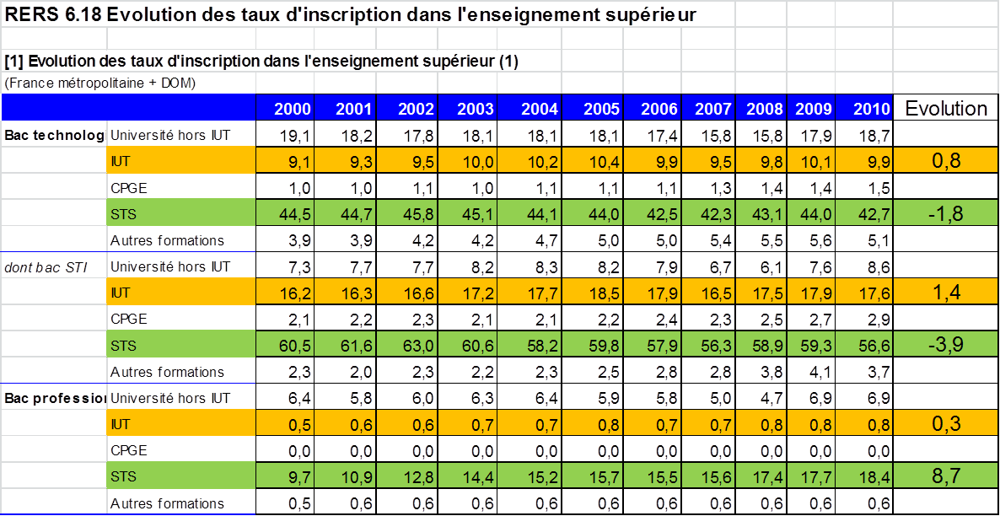 RERS 6.18 Evolution des taux d'inscription dans l'enseignement supérieur
[1] Evolution des taux d'inscription dans l'enseignement supérieur (1)
(France métropolitaine + DOM)
2000 2001 2002 2003 2004 2005 2006 2007 2008 2009 2010 Evolution
Bac technolog Université hors IUT 19,1 18,2 17,8 18,1 18,1 18,1 17,4 15,8 15,8 17,9 18,7
IUT 9,1 9,3 9,5 10,0 10,2 10,4 9,9 9,5 9,8 10,1 9,9 0,8
CPGE 1,0 1,0 1,1 1,0 1,1 1,1 1,1 1,3 1,4 1,4 1,5
STS 44,5 44,7 45,8 45,1 44,1 44,0 42,5 42,3 43,1 44,0 42,7 -1,8
Autres formations 3,9 3,9 4,2 4,2 4,7 5,0 5,0 5,4 5,5 5,6 5,1
dont bac STI Université hors IUT 7,3 7,7 7,7 8,2 8,3 8,2 7,9 6,7 6,1 7,6 8,6
IUT 16,2 16,3 16,6 17,2 17,7 18,5 17,9 16,5 17,5 17,9 17,6 1,4
CPGE 2,1 2,2 2,3 2,1 2,1 2,2 2,4 2,3 2,5 2,7 2,9
STS 60,5 61,6 63,0 60,6 58,2 59,8 57,9 56,3 58,9 59,3 56,6 -3,9
Autres formations 2,3 2,0 2,3 2,2 2,3 2,5 2,8 2,8 3,8 4,1 3,7
Bac profession Université hors IUT 6,4 5,8 6,0 6,3 6,4 5,9 5,8 5,0 4,7 6,9 6,9
IUT 0,5 0,6 0,6 0,7 0,7 0,8 0,7 0,7 0,8 0,8 0,8 0,3
CPGE 0,0 0,0 0,0 0,0 0,0 0,0 0,0 0,0 0,0 0,0 0,0
STS 9,7 10,9 12,8 14,4 15,2 15,7 15,5 15,6 17,4 17,7 18,4 8,7
Autres formations 0,5 0,6 0,6 0,6 0,6 0,6 0,6 0,6 0,6 0,6 0,6